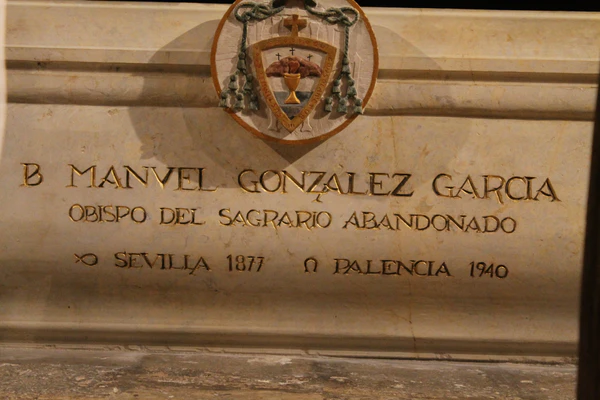 B MANVEL GONZALEZ GARCIA
OBISPO DEL SAGRARIO ABANDONADO
SEVILLA 1877 Ω PALENCIA 1940